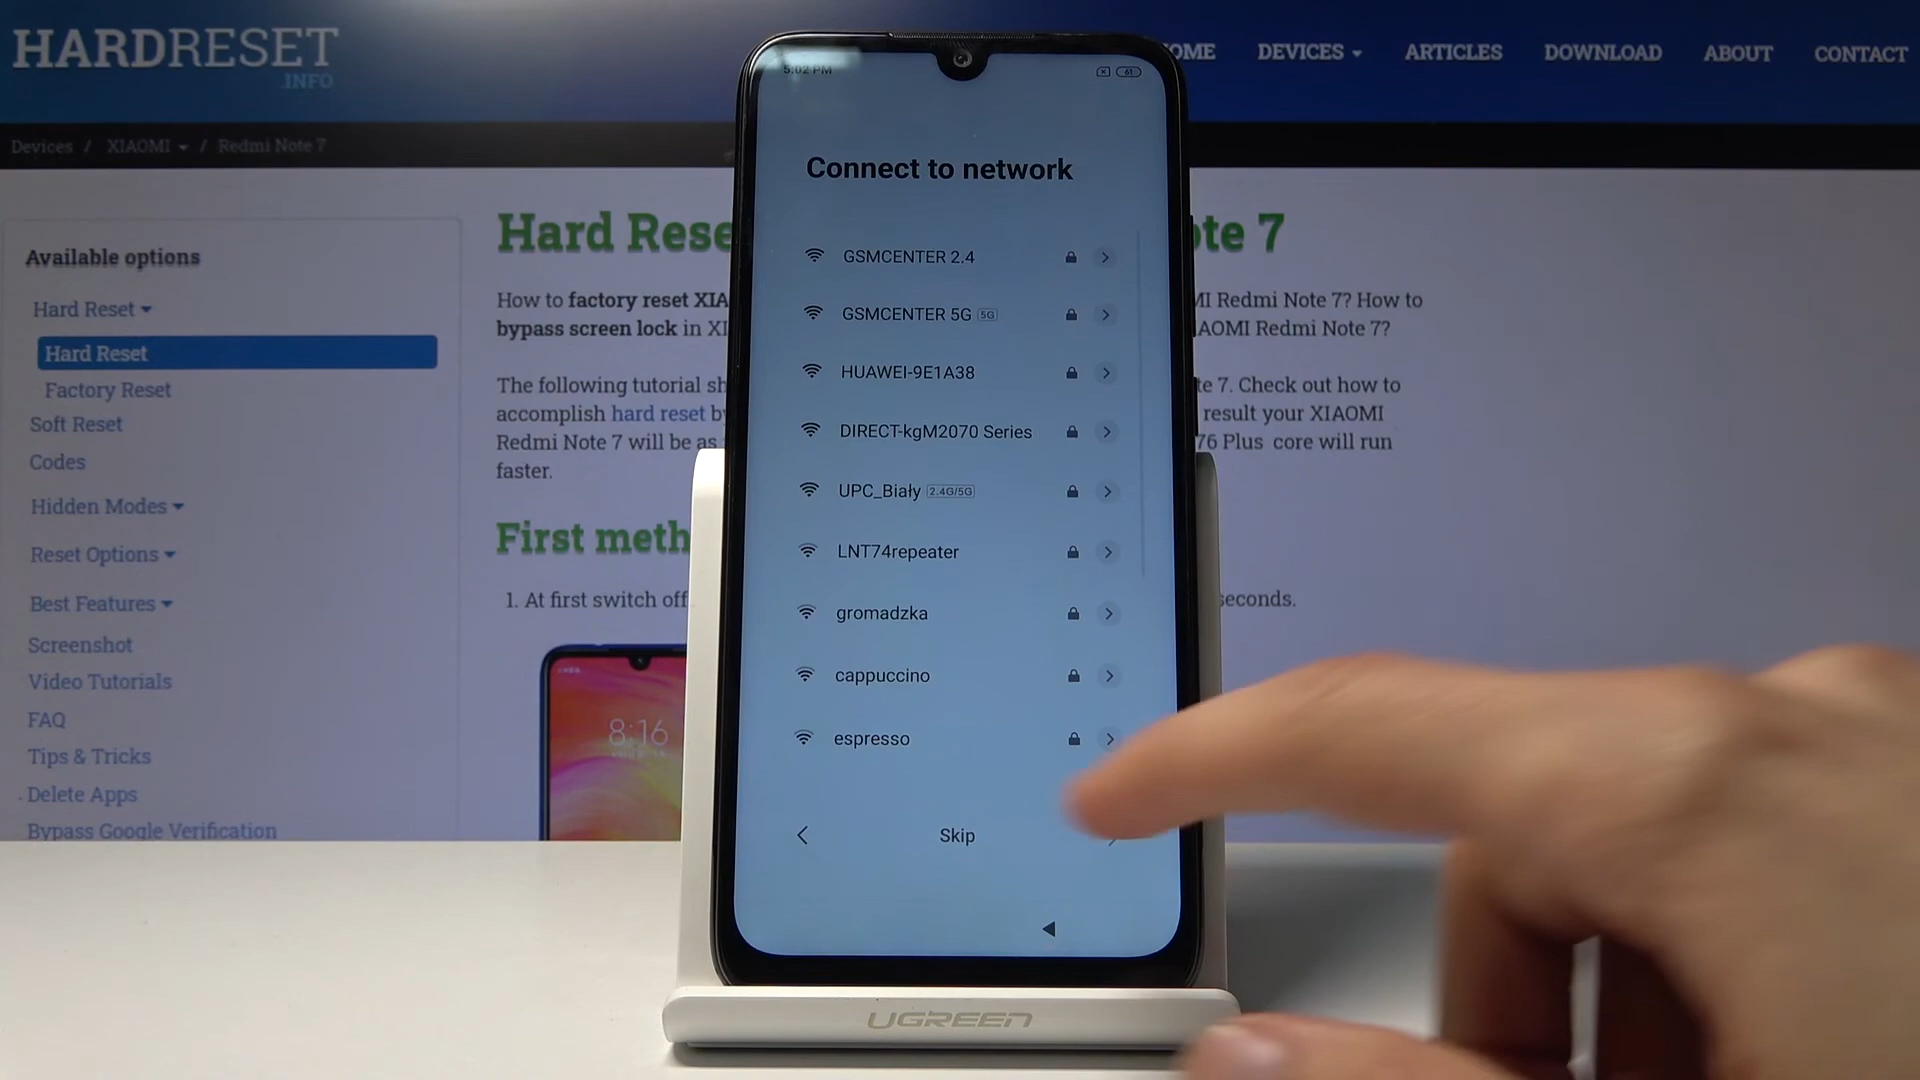 HARDRESET
.INFO
OME DEVICES ARTICLES DOWNLOAD ABOUT CONTACT
Devices / XIAOMI / Redmi Note 7
Available options
Hard Reset
Hard Reset
Factory Reset
Soft Reset
Codes
Hidden Modes
Reset Options
Best Features
Screenshot
Video Tutorials
FAQ
Tips & Tricks
Delete Apps
Bypass Google Verification
Hard Rese ote 7
How to factory reset XIA MI Redmi Note 7? How to
bypass screen lock in XI AOMI Redmi Note 7?
The following tutorial sh te 7. Check out how to
accomplish hard reset by result your XIAOMI
Redmi Note 7 will be as 76 Plus core will run
faster.
First meth
1. At first switch off seconds.
8:16
5:02 PM 61
Connect to network
GSMCENTER 2.4
GSMCENTER 5G 5G
HUAWEI-9E1A38
DIRECT-kgM2070 Series
UPC_Biały 2.4G/5G
LNT74repeater
gromadzka
cappuccino
espresso
Skip
UGREEN